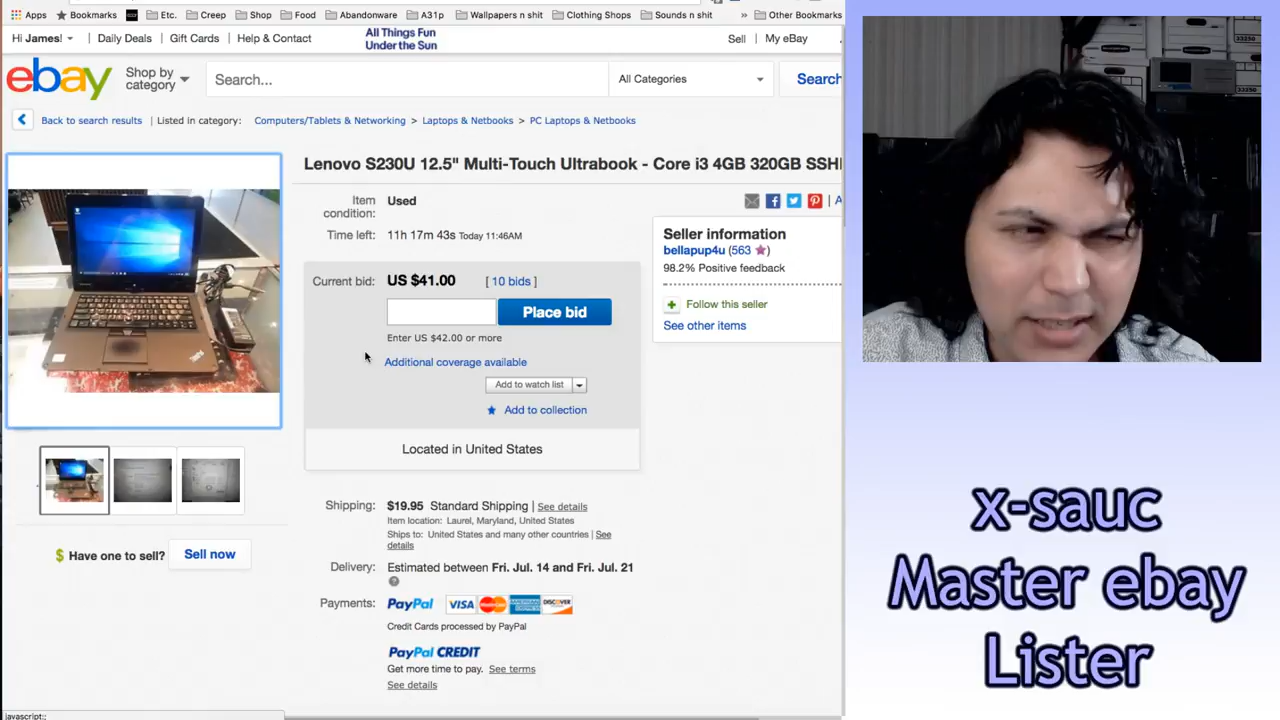 Apps Bookmarks Etc. Creep Shop Food Abandonware A31p Wallpapers n shit Clothing Shops Sounds n shit » Other Bookmarks
Hi James! Daily Deals Gift Cards Help & Contact
All Things Fun
Under the Sun
Sell My eBay
ebay
Shop by
category
Search...
All Categories
Search
Back to search results Listed in category: Computers/Tablets & Networking > Laptops & Netbooks > PC Laptops & Netbooks
Lenovo S230U 12.5" Multi-Touch Ultrabook - Core i3 4GB 320GB SSHI
Item
condition:
Used
Time left: 11h 17m 43s Today 11:46AM
Current bid: US $41.00 [ 10 bids ]
Place bid
Enter US $42.00 or more
Additional coverage available
Add to watch list
Add to collection
Located in United States
Seller information
bellapup4u (563 )
98.2% Positive feedback
Follow this seller
See other items
$ Have one to sell? Sell now
Shipping: $19.95 Standard Shipping | See details
Item location: Laurel, Maryland, United States
Ships to: United States and many other countries | See
details
Delivery: Estimated between Fri. Jul. 14 and Fri. Jul. 21
Payments: PayPal VISA MasterCard DISCOVER
Credit Cards processed by PayPal
PayPal CREDIT
Get more time to pay. See terms
See details
javascript:;
33250
33250
x-sauc
Master ebay
Lister